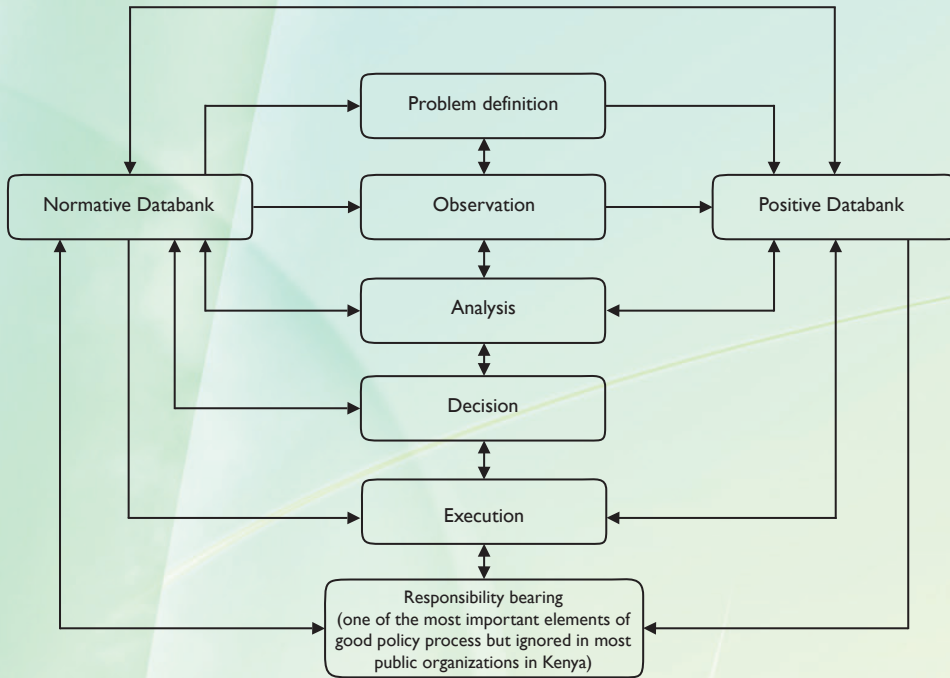 Problem definition
Normative Databank
Observation
Positive Databank
Analysis
Decision
Execution
Responsibility bearing
(one of the most important elements of
good policy process but ignored in most
public organizations in Kenya)